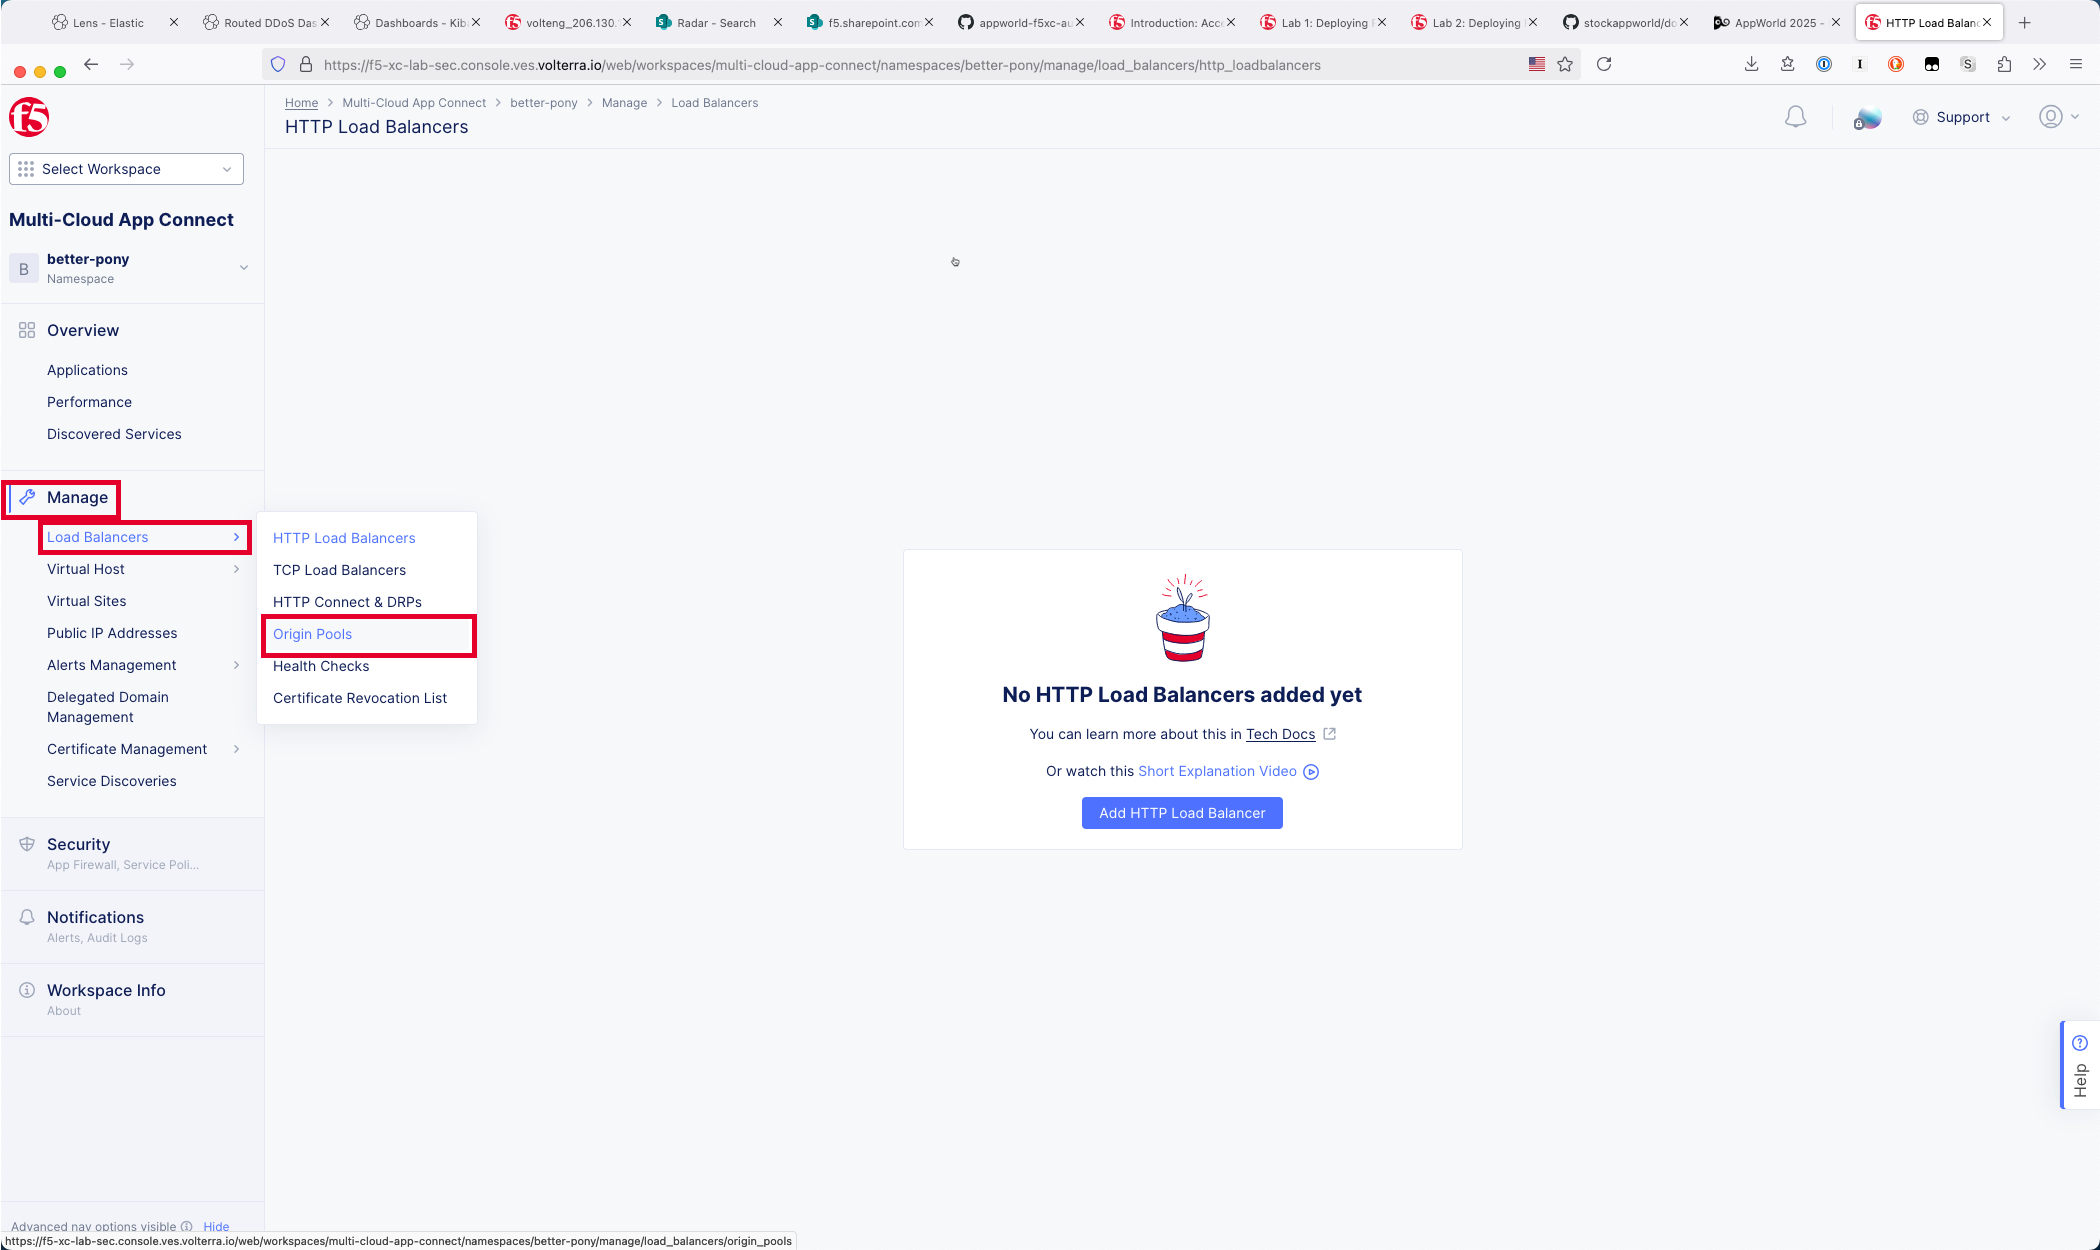 Lens - Elastic
Routed DDoS Das
Dashboards - Kib
volteng_206.130.
Radar - Search
f5.sharepoint.com
appworld-f5xc-au
Introduction: Acc
Lab 1: Deploying F
Lab 2: Deploying
stockappworld/do
AppWorld 2025 -
HTTP Load Balanc
https://f5-xc-lab-sec.console.ves.volterra.io/web/workspaces/multi-cloud-app-connect/namespaces/better-pony/manage/load_balancers/http_loadbalancers
f5
Home > Multi-Cloud App Connect > better-pony > Manage > Load Balancers
HTTP Load Balancers
Support
Select Workspace
Multi-Cloud App Connect
B
better-pony
Namespace
Overview
Applications
Performance
Discovered Services
Manage
Load Balancers
Virtual Host
Virtual Sites
Public IP Addresses
Alerts Management
Delegated Domain
Management
Certificate Management
Service Discoveries
HTTP Load Balancers
TCP Load Balancers
HTTP Connect & DRPs
Origin Pools
Health Checks
Certificate Revocation List
No HTTP Load Balancers added yet
You can learn more about this in Tech Docs
Or watch this Short Explanation Video
Add HTTP Load Balancer
Security
App Firewall, Service Poli...
Notifications
Alerts, Audit Logs
Workspace Info
About
Help
Advanced nav options visible Hide
https://f5-xc-lab-sec.console.ves.volterra.io/web/workspaces/multi-cloud-app-connect/namespaces/better-pony/manage/load_balancers/origin_pools